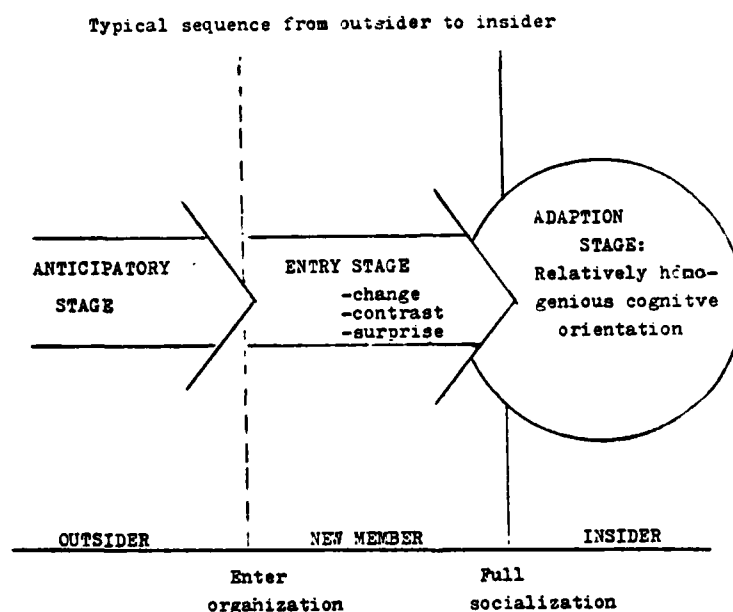 Typical sequence from outsider to insider
ANTICIPATORY
STAGE
ENTRY STAGE
-change
-contrast
-surprise
ADAPTION
STAGE:
Relatively homo-
genious cognitve
orientation
OUTSIDER
NEW MEMBER
INSIDER
Enter
organization
Full
socialization